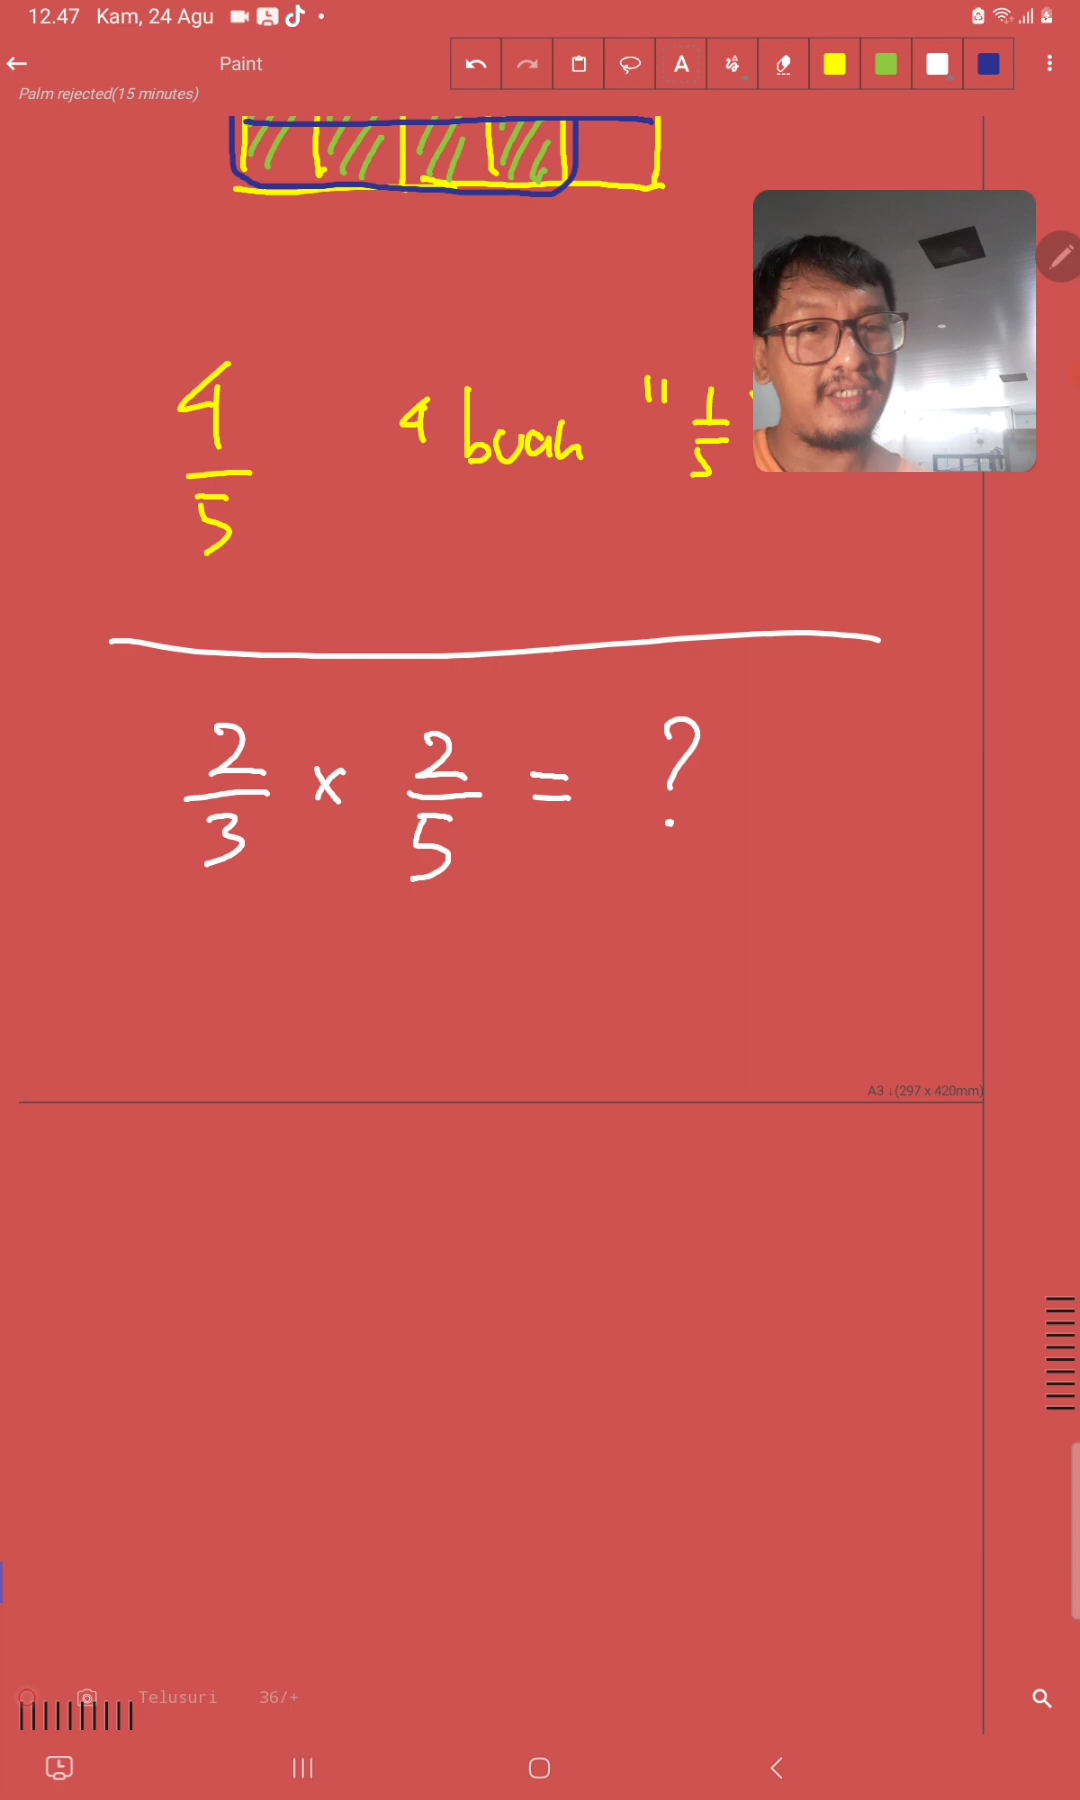 12.47 Kam, 24 Agu
Paint
A
Palm rejected(15 minutes)
4/5 4 buah "1/5
2/3 x 2/5 = ?
A3 ↓(297 x 420mm)
Telusuri 36/+